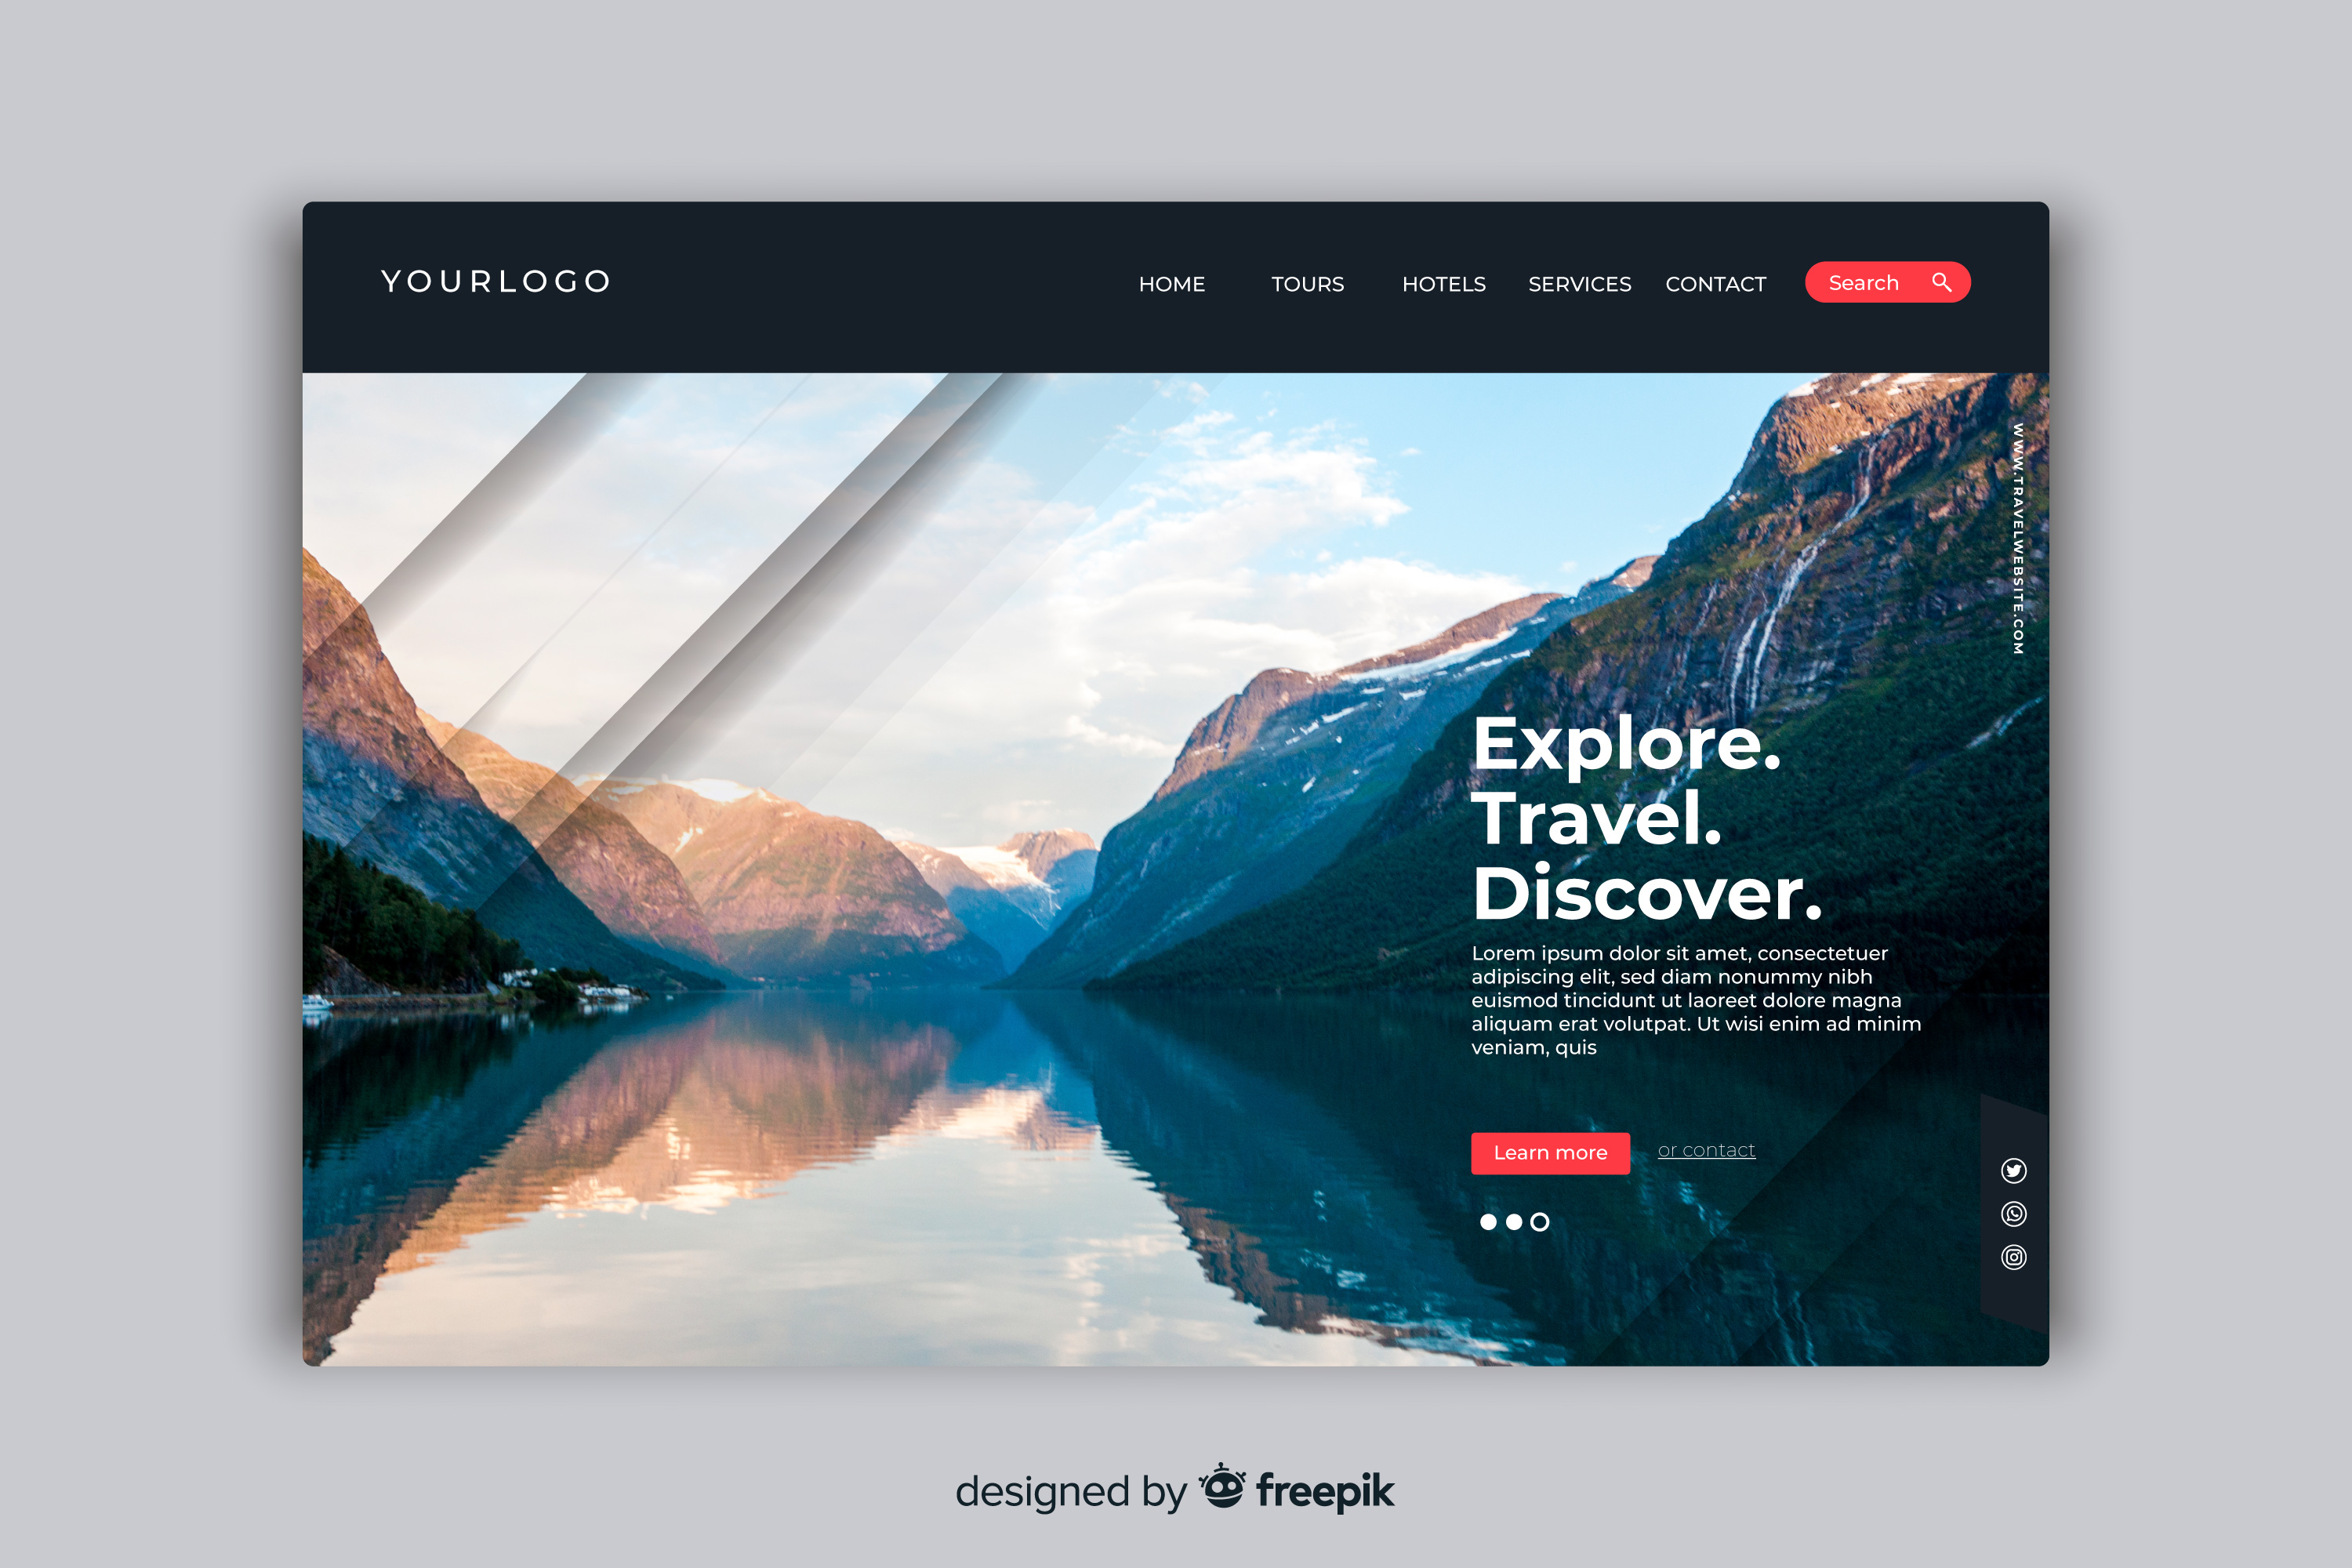 YOURLOGO
HOME TOURS HOTELS SERVICES CONTACT Search
WWW.TRAVELWEBSITE.COM
Explore.
Travel.
Discover.
Lorem ipsum dolor sit amet, consectetuer
adipiscing elit, sed diam nonummy nibh
euismod tincidunt ut laoreet dolore magna
aliquam erat volutpat. Ut wisi enim ad minim
veniam, quis
Learn more or contact
designed by freepik